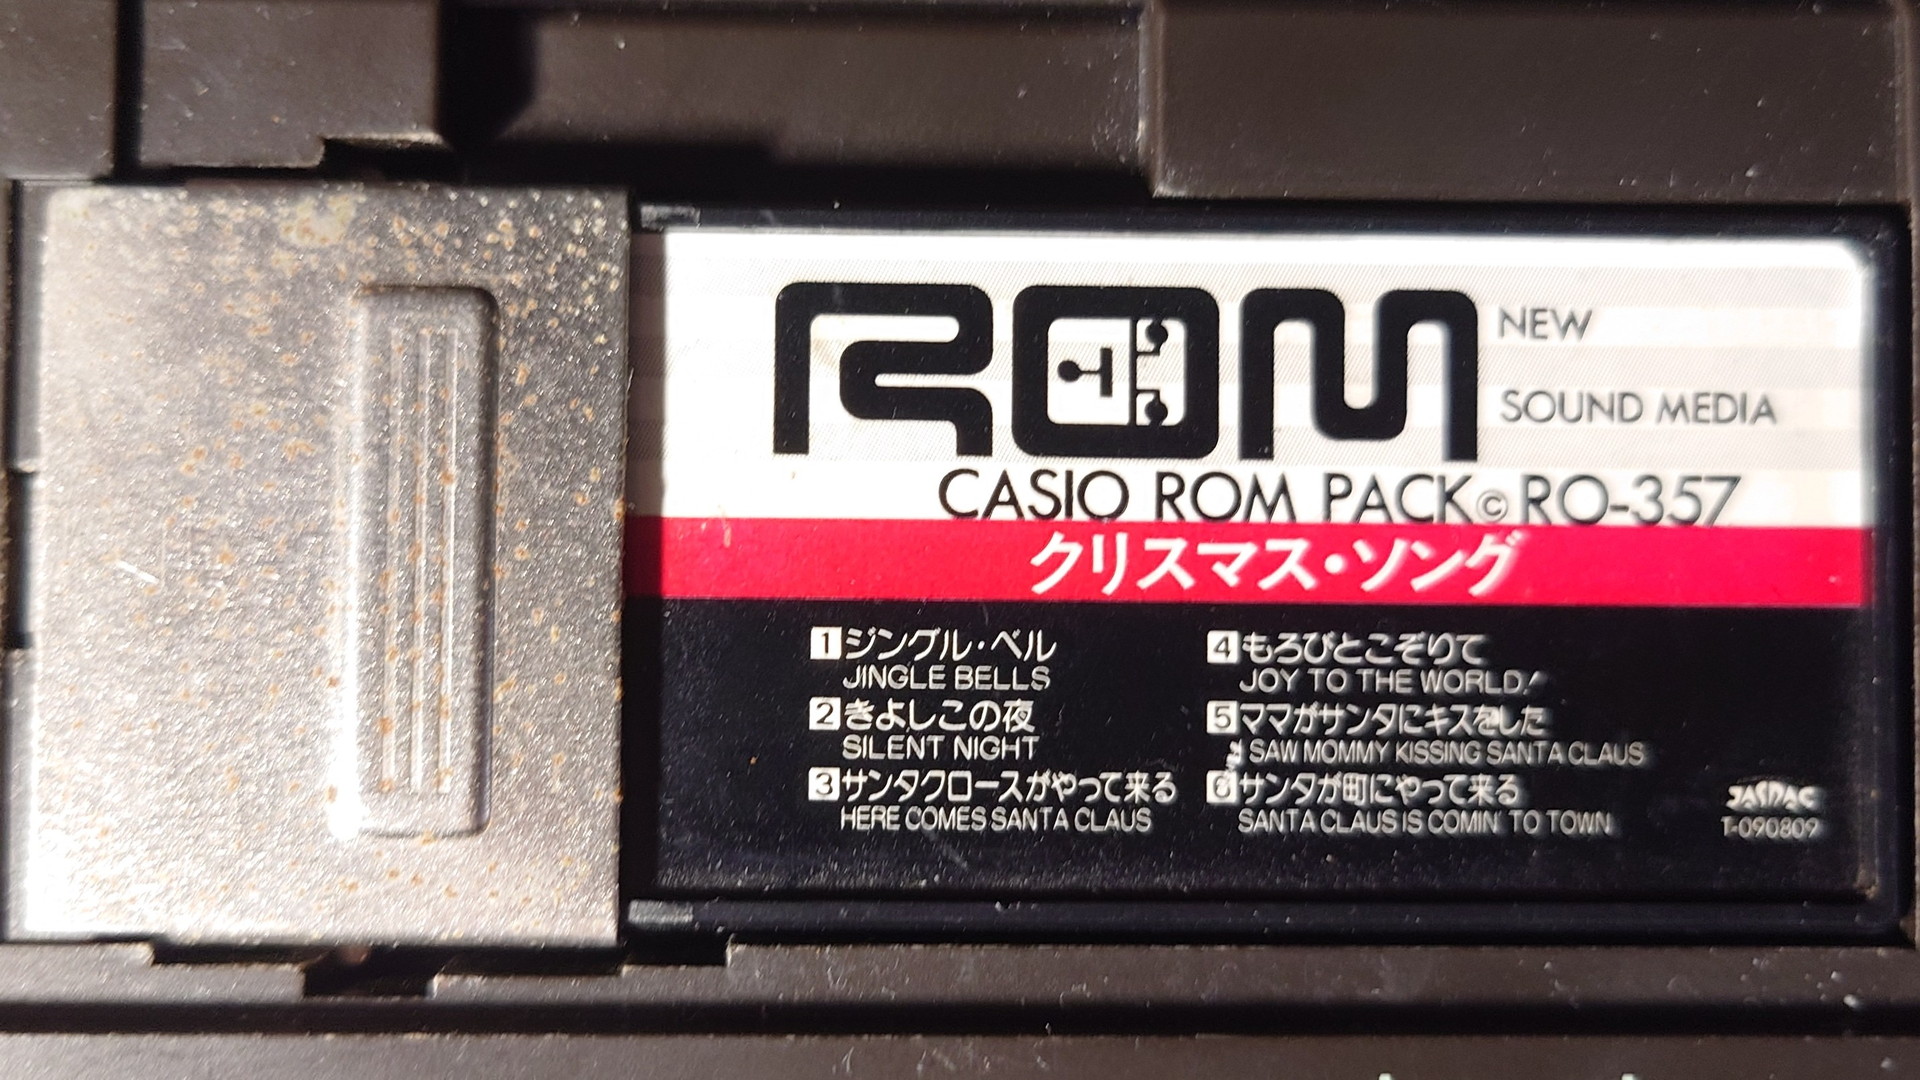 ROM
NEW
SOUND MEDIA
CASIO ROM PACK© RO-357
クリスマス・ソング
1 ジングル・ベル
JINGLE BELLS
2 きよしこの夜
SILENT NIGHT
3 サンタクロースがやって来る
HERE COMES SANTA CLAUS
4 もろびとこぞりて
JOY TO THE WORLD!
5 ママがサンタにキスをした
I SAW MOMMY KISSING SANTA CLAUS
6 サンタが町にやって来る
SANTA CLAUS IS COMIN' TO TOWN
JASRAC
T-090809